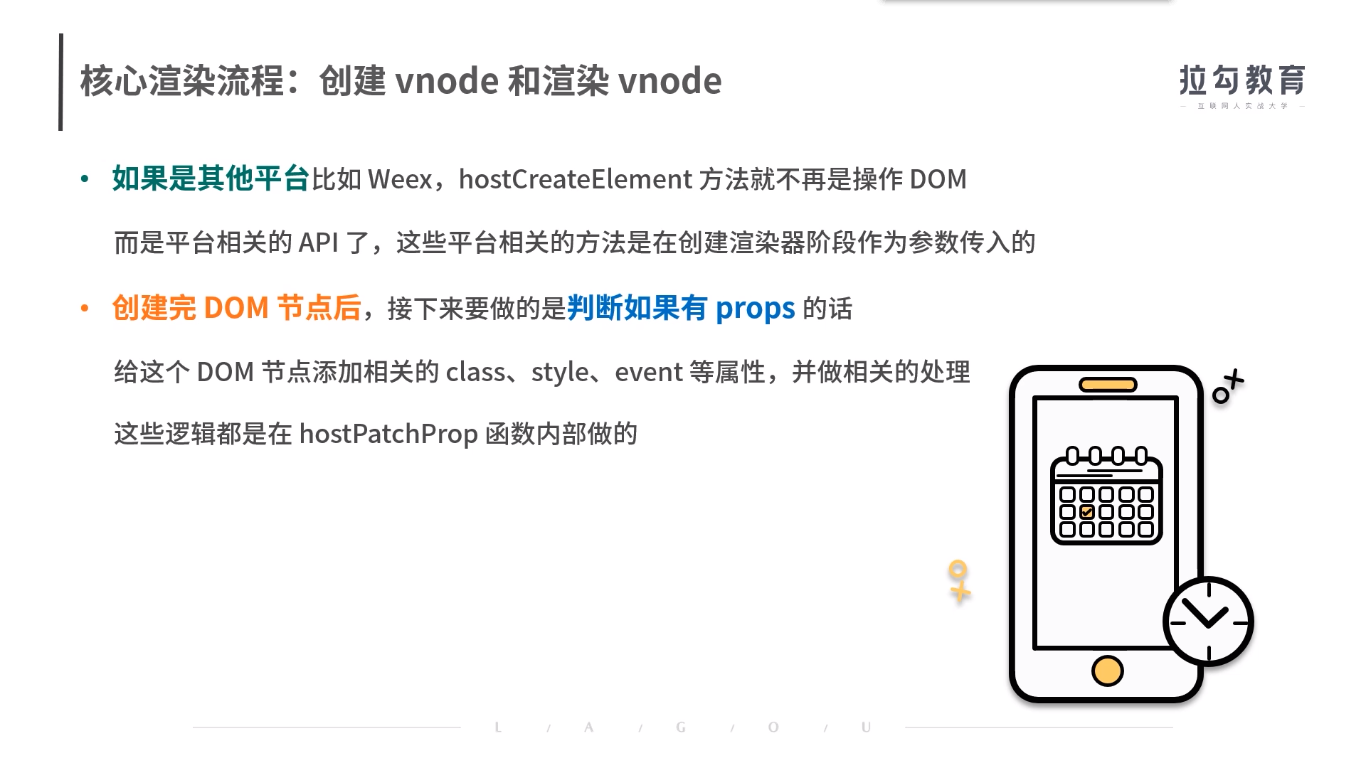 核心渲染流程：创建 vnode 和渲染 vnode
拉勾教育
— 互联网人实战大学 —
• 如果是其他平台比如 Weex，hostCreateElement 方法就不再是操作 DOM
而是平台相关的 API 了，这些平台相关的方法是在创建渲染器阶段作为参数传入的
• 创建完 DOM 节点后，接下来要做的是判断如果有 props 的话
给这个 DOM 节点添加相关的 class、style、event 等属性，并做相关的处理
这些逻辑都是在 hostPatchProp 函数内部做的
L / A / G / O / U